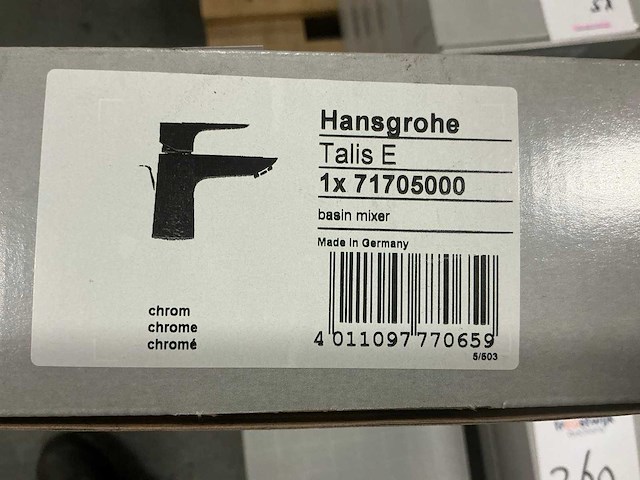 Hansgrohe
Talis E
1x 71705000
basin mixer
Made in Germany
chrom
chrome
chromé
4 011097 770659
5/503